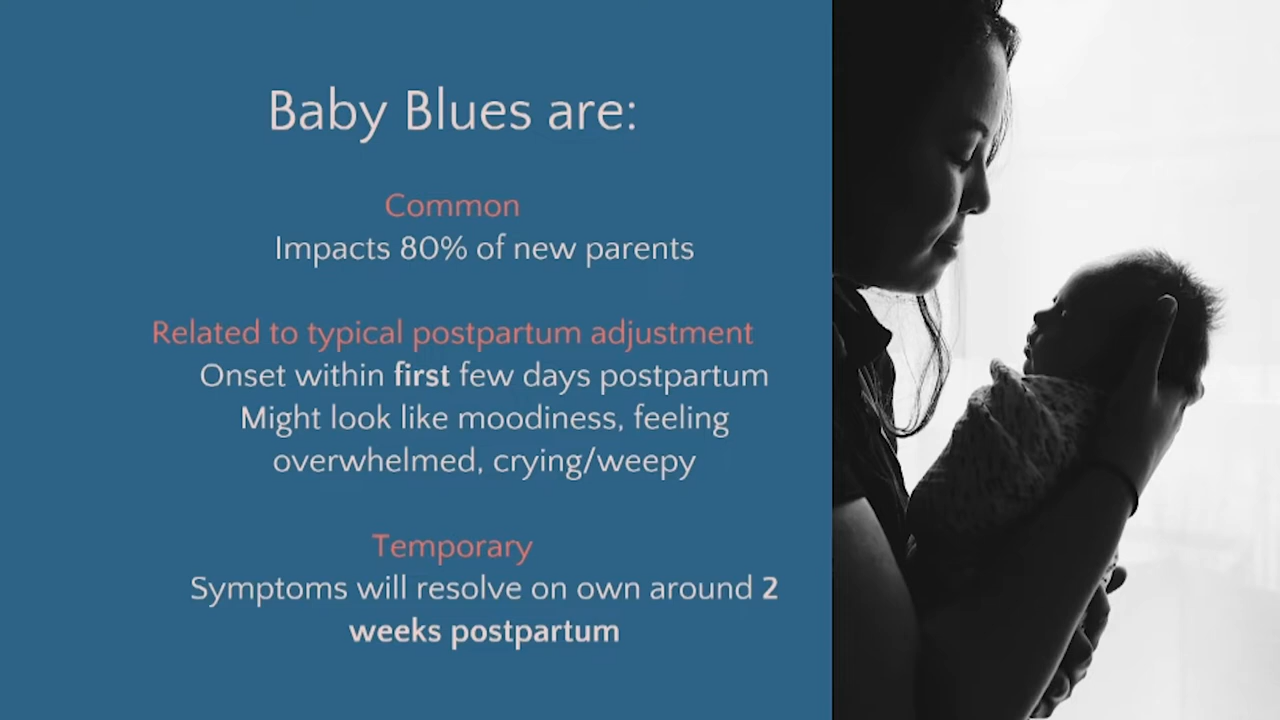 Baby Blues are:
Common
Impacts 80% of new parents
Related to typical postpartum adjustment
Onset within first few days postpartum
Might look like moodiness, feeling
overwhelmed, crying/weepy
Temporary
Symptoms will resolve on own around 2
weeks postpartum